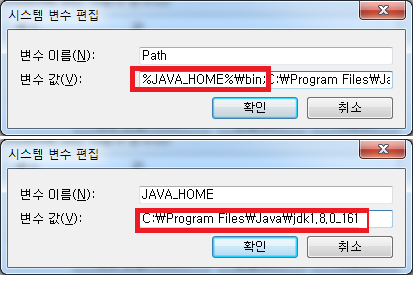 시스템 변수 편집
변수 이름(N): Path
변수 값(V): %JAVA_HOME%₩bin;C:₩Program Files₩Ja
확인 취소
시스템 변수 편집
변수 이름(N): JAVA_HOME
변수 값(V): C:₩Program Files₩Java₩jdk1,8,0_161
확인 취소